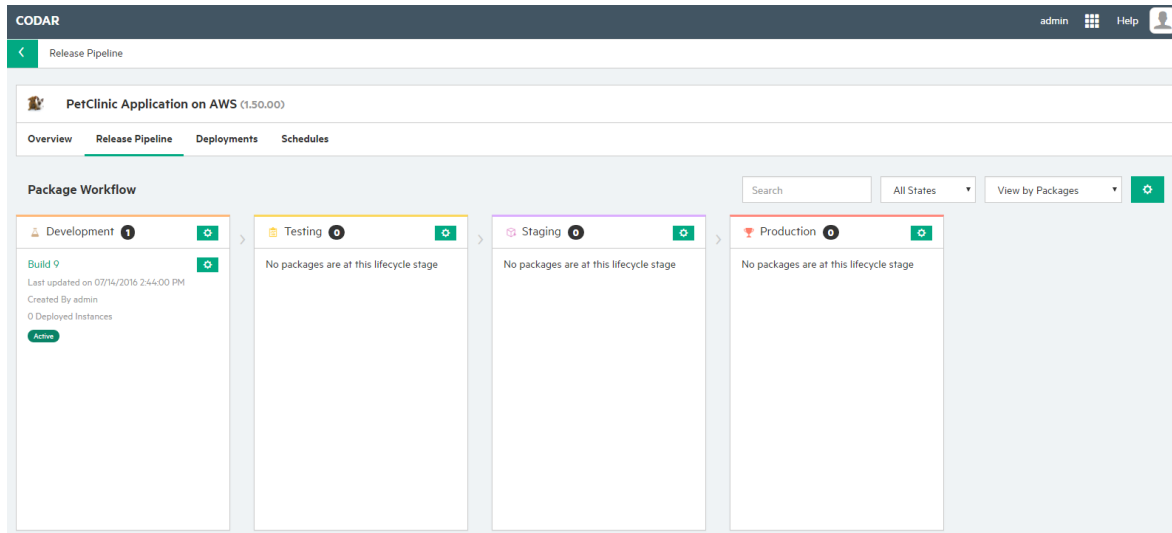 CODAR admin Help
Release Pipeline
PetClinic Application on AWS (1.50.00)
Overview Release Pipeline Deployments Schedules
Package Workflow Search All States View by Packages
Development 1 Testing 0 Staging 0 Production 0
Build 9 No packages are at this lifecycle stage No packages are at this lifecycle stage No packages are at this lifecycle stage
Last updated on 07/14/2016 2:44:00 PM
Created By admin
0 Deployed Instances
Active